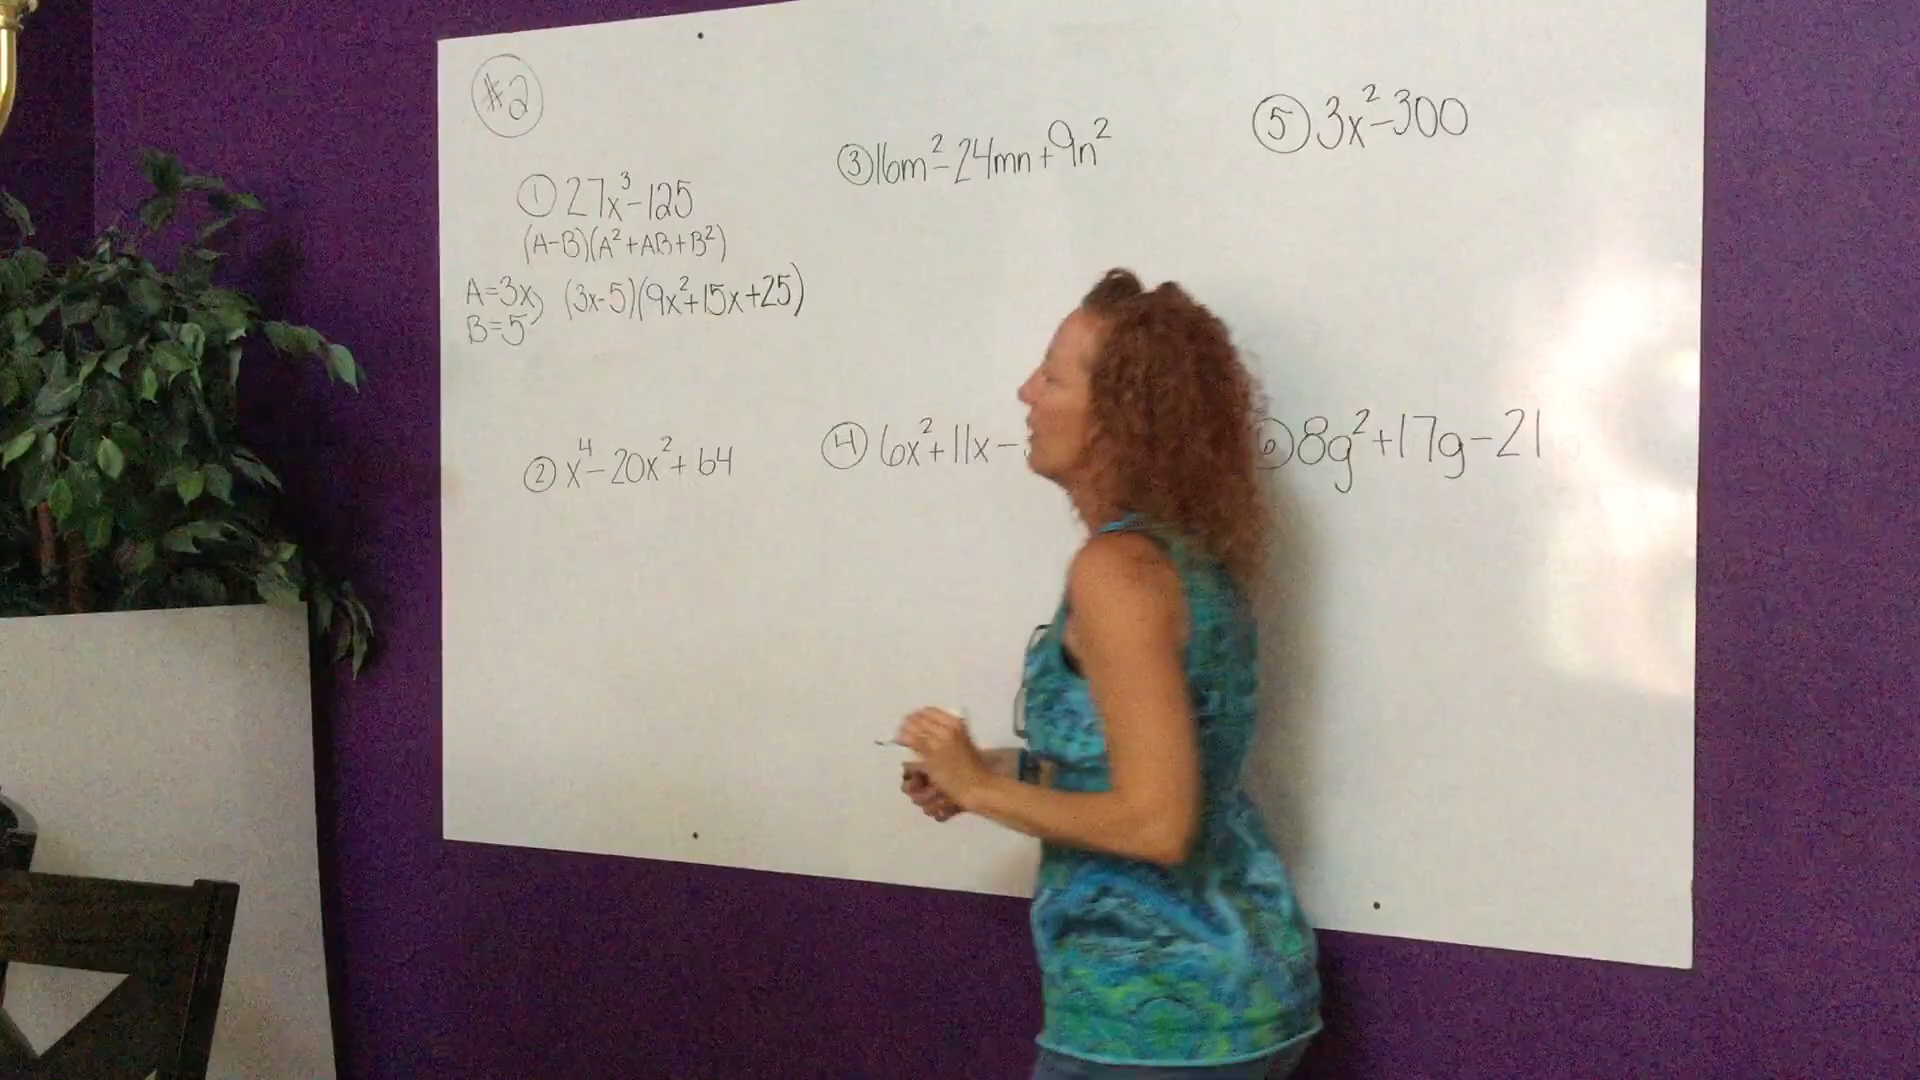 #2
① 27x³-125
(A-B)(A²+AB+B²)
A=3x, (3x-5)(9x²+15x+25)
B=5
② x⁴-20x²+64
③ 16m²-24mn+9n²
④ 6x²+11x-
⑤ 3x²-300
⑥ 8g²+17g-21